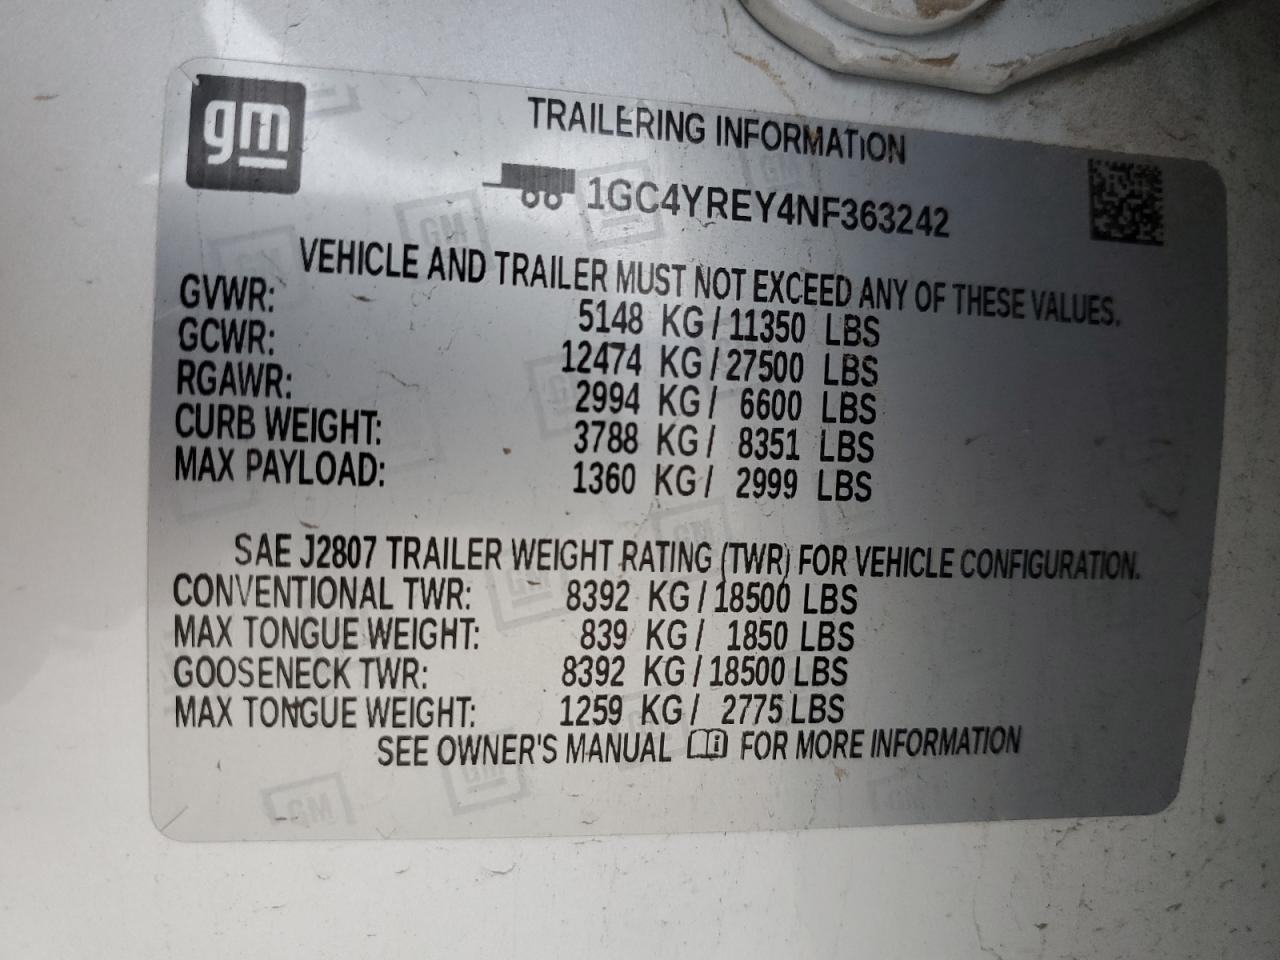 gm
TRAILERING INFORMATION
1GC4YREY4NF363242
VEHICLE AND TRAILER MUST NOT EXCEED ANY OF THESE VALUES.
GVWR: 5148 KG / 11350 LBS
GCWR: 12474 KG / 27500 LBS
RGAWR: 2994 KG / 6600 LBS
CURB WEIGHT: 3788 KG / 8351 LBS
MAX PAYLOAD: 1360 KG / 2999 LBS
SAE J2807 TRAILER WEIGHT RATING (TWR) FOR VEHICLE CONFIGURATION.
CONVENTIONAL TWR: 8392 KG / 18500 LBS
MAX TONGUE WEIGHT: 839 KG / 1850 LBS
GOOSENECK TWR: 8392 KG / 18500 LBS
MAX TONGUE WEIGHT: 1259 KG / 2775 LBS
SEE OWNER'S MANUAL FOR MORE INFORMATION